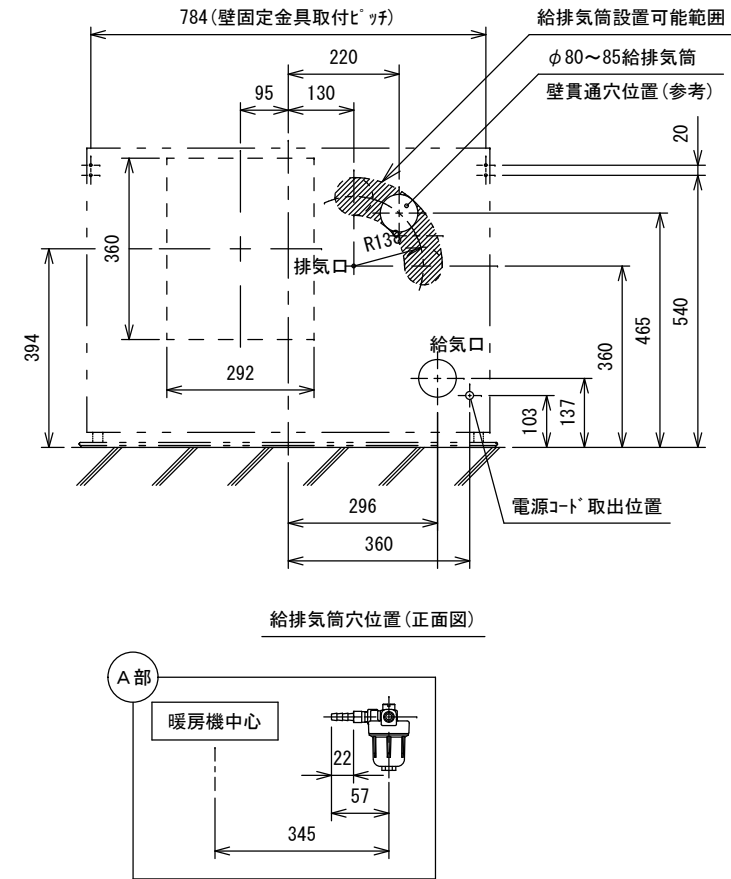 784(壁固定金具取付ピッチ)
給排気筒設置可能範囲
220
φ80～85給排気筒
壁貫通穴位置(参考)
95
130
20
360
R138
排気口
394
292
給気口
360
465
540
103
137
296
電源コード取出位置
360
給排気筒穴位置(正面図)
A部
暖房機中心
22
57
345